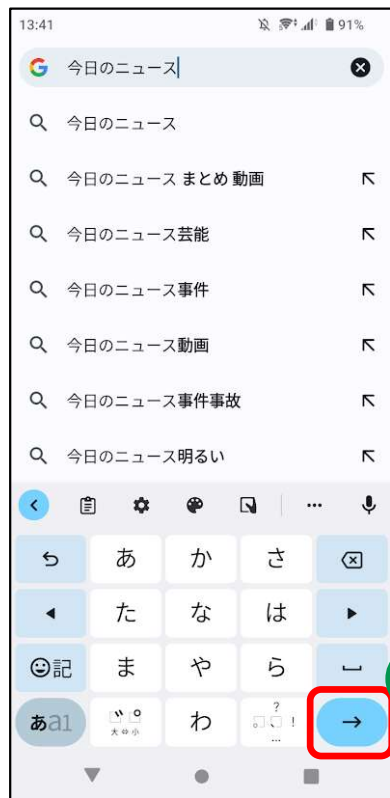 13:41 91%
今日のニュース
今日のニュース
今日のニュース まとめ 動画
今日のニュース芸能
今日のニュース事件
今日のニュース動画
今日のニュース事件事故
今日のニュース明るい
あ か さ
た な は
記 ま や ら
あa1 大⇔小 わ 。、?!…